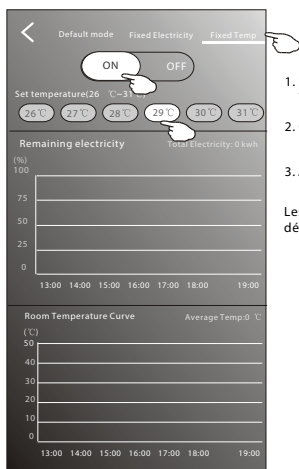 Default mode Fixed Electricity Fixed Temp
ON OFF
Set temperature(26 ℃~31℃)
26℃ 27℃ 28℃ 29℃ 30℃ 31℃
Remaining electricity Total Electricity: 0 kwh
(%)
100
75
50
25
0
13:00 14:00 15:00 16:00 17:00 18:00 19:00
Room Temperature Curve Average Temp:0 ℃
(℃)
50
40
30
20
10
0
13:00 14:00 15:00 16:00 17:00 18:00 19:00
1.
2.
3.
Le
dé